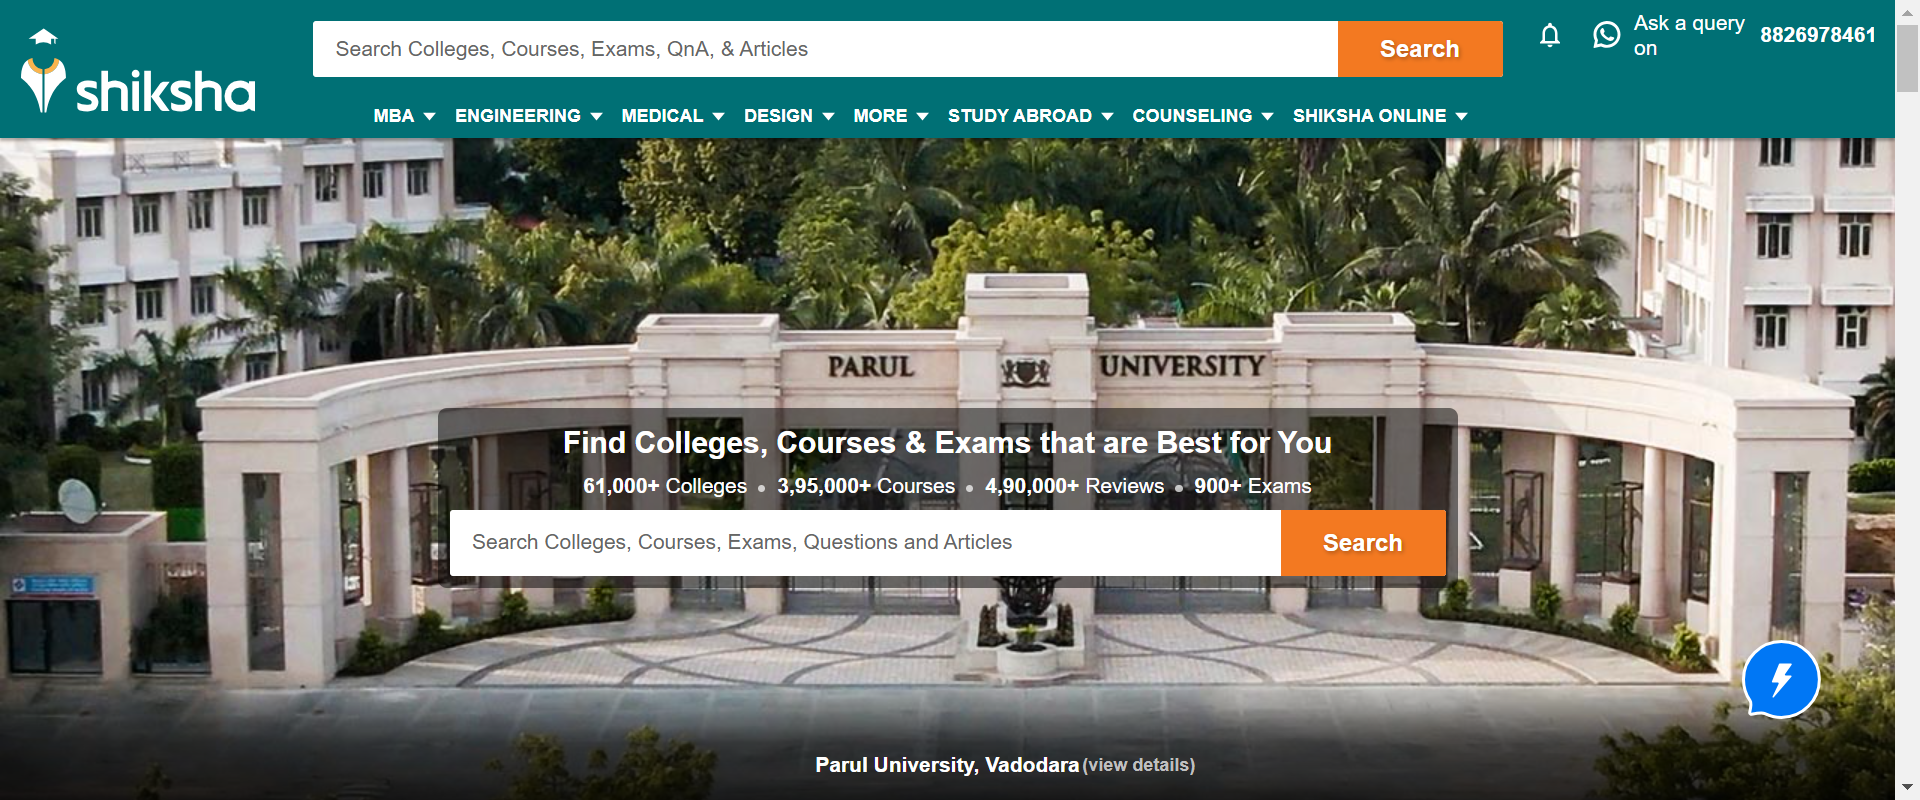 shiksha
Search Colleges, Courses, Exams, QnA, & Articles
Search
Ask a query on
8826978461
MBA
ENGINEERING
MEDICAL
DESIGN
MORE
STUDY ABROAD
COUNSELING
SHIKSHA ONLINE
PARUL UNIVERSITY
Find Colleges, Courses & Exams that are Best for You
61,000+ Colleges
3,95,000+ Courses
4,90,000+ Reviews
900+ Exams
Search Colleges, Courses, Exams, Questions and Articles
Search
Parul University, Vadodara (view details)